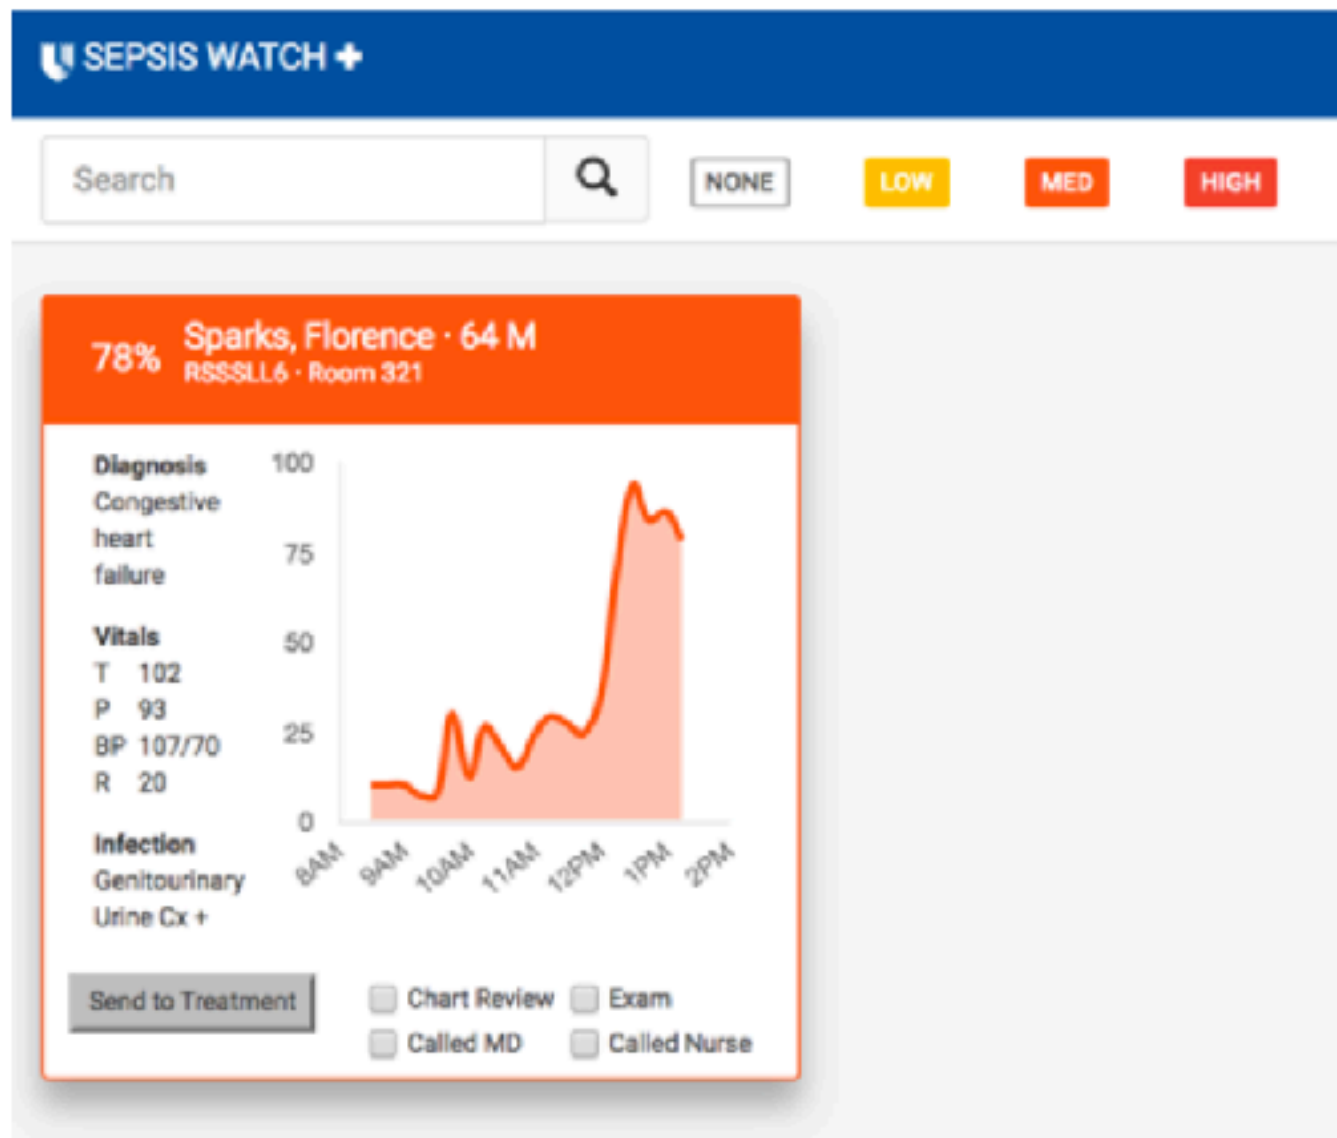 SEPSIS WATCH
Search
NONE LOW MED HIGH
78% Sparks, Florence · 64 M
RSSSLL6 · Room 321
Diagnosis
Congestive
heart
failure
Vitals
T 102
P 93
BP 107/70
R 20
Infection
Genitourinary
Urine Cx +
100
75
50
25
0
8AM 9AM 10AM 11AM 12PM 1PM 2PM
Send to Treatment
Chart Review Exam
Called MD Called Nurse